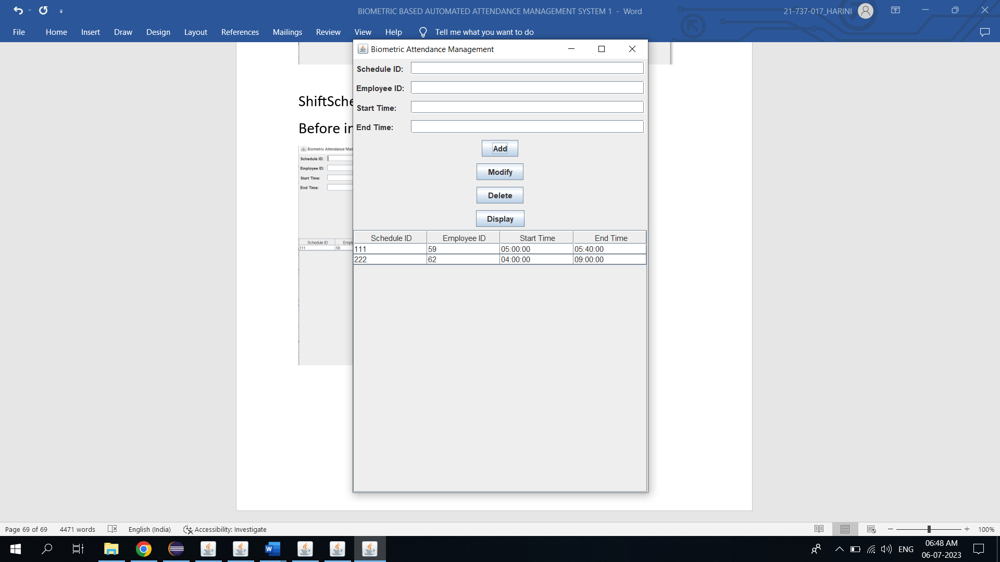 BIOMETRIC BASED AUTOMATED ATTENDANCE MANAGEMENT SYSTEM 1 - Word
21-737-017_HARINI
File Home Insert Draw Design Layout References Mailings Review View Help Tell me what you want to do
Biometric Attendance Management
Schedule ID:
Employee ID:
Start Time:
End Time:
Add
Modify
Delete
Display
Schedule ID Employee ID Start Time End Time
111 59 05:00:00 05:40:00
222 62 04:00:00 09:00:00
ShiftSche
Before in
Biometric Attendance Man
Schedule ID:
Employee ID:
Start Time:
End Time:
Schedule ID Empl
111 59
Page 69 of 69 4471 words English (India) Accessibility: Investigate 100%
ENG
06:48 AM
06-07-2023